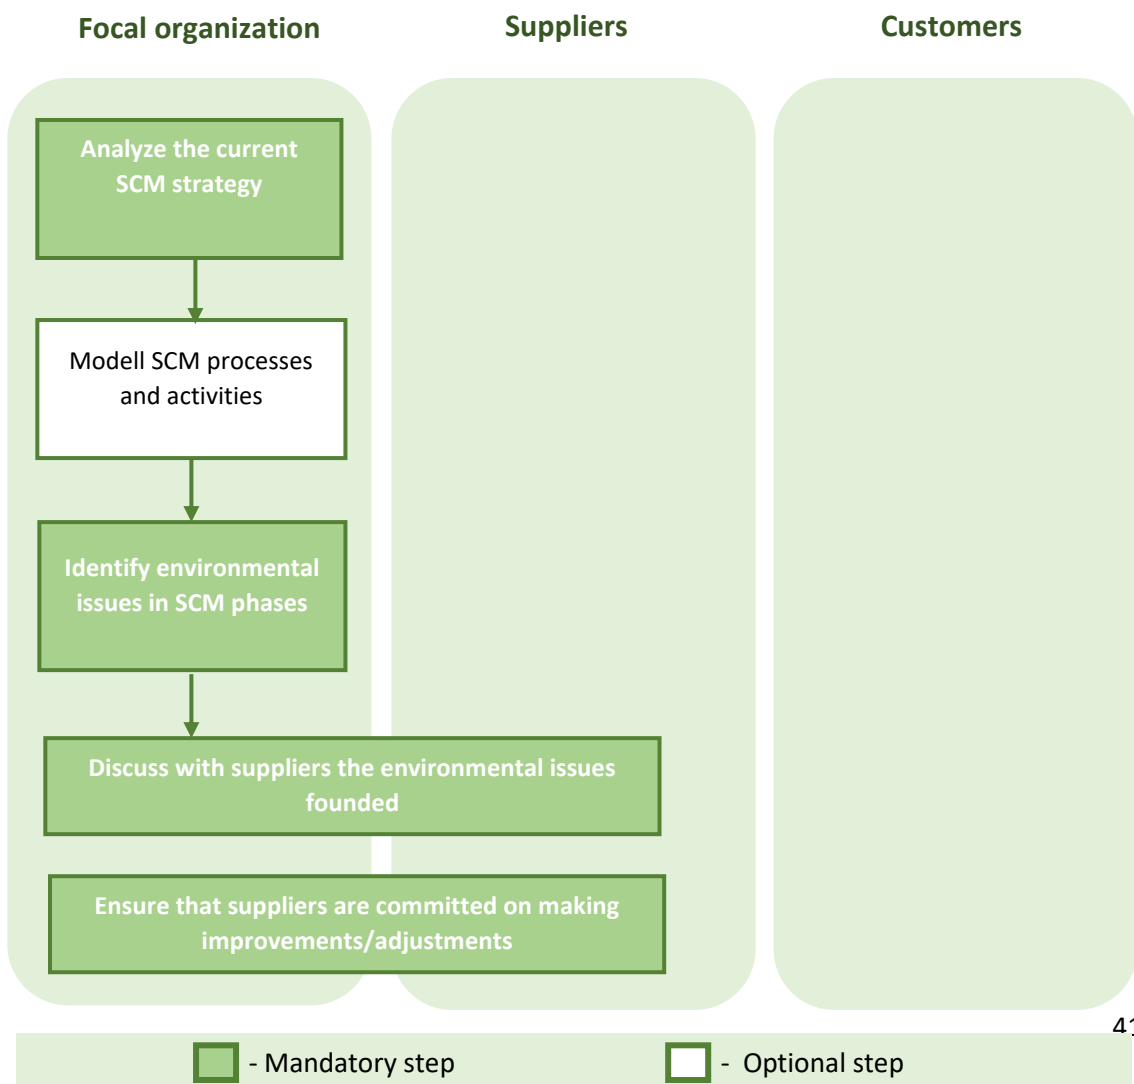 Focal organization
Suppliers
Customers
Analyze the current
SCM strategy
Modell SCM processes
and activities
Identify environmental
issues in SCM phases
Discuss with suppliers the environmental issues
founded
Ensure that suppliers are committed on making
improvements/adjustments
41
- Mandatory step
- Optional step